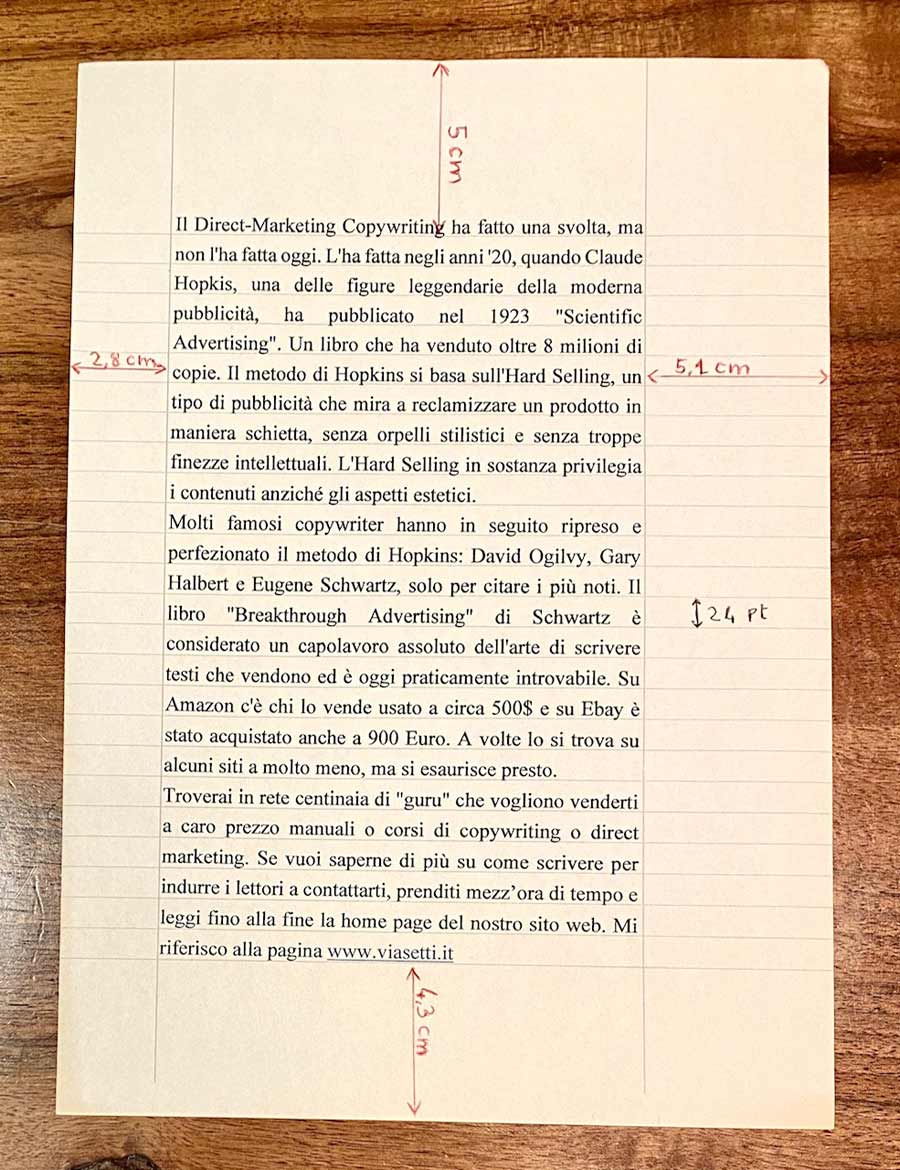 5 cm
Il Direct-Marketing Copywriting ha fatto una svolta, ma
non l'ha fatta oggi. L'ha fatta negli anni '20, quando Claude
Hopkis, una delle figure leggendarie della moderna
pubblicità, ha pubblicato nel 1923 "Scientific
Advertising". Un libro che ha venduto oltre 8 milioni di
2,8 cm
copie. Il metodo di Hopkins si basa sull'Hard Selling, un
5,1 cm
tipo di pubblicità che mira a reclamizzare un prodotto in
maniera schietta, senza orpelli stilistici e senza troppe
finezze intellettuali. L'Hard Selling in sostanza privilegia
i contenuti anziché gli aspetti estetici.
Molti famosi copywriter hanno in seguito ripreso e
perfezionato il metodo di Hopkins: David Ogilvy, Gary
Halbert e Eugene Schwartz, solo per citare i più noti. Il
libro "Breakthrough Advertising" di Schwartz è
24 pt
considerato un capolavoro assoluto dell'arte di scrivere
testi che vendono ed è oggi praticamente introvabile. Su
Amazon c'è chi lo vende usato a circa 500$ e su Ebay è
stato acquistato anche a 900 Euro. A volte lo si trova su
alcuni siti a molto meno, ma si esaurisce presto.
Troverai in rete centinaia di "guru" che vogliono venderti
a caro prezzo manuali o corsi di copywriting o direct
marketing. Se vuoi saperne di più su come scrivere per
indurre i lettori a contattarti, prenditi mezz’ora di tempo e
leggi fino alla fine la home page del nostro sito web. Mi
riferisco alla pagina www.viasetti.it
4,3 cm